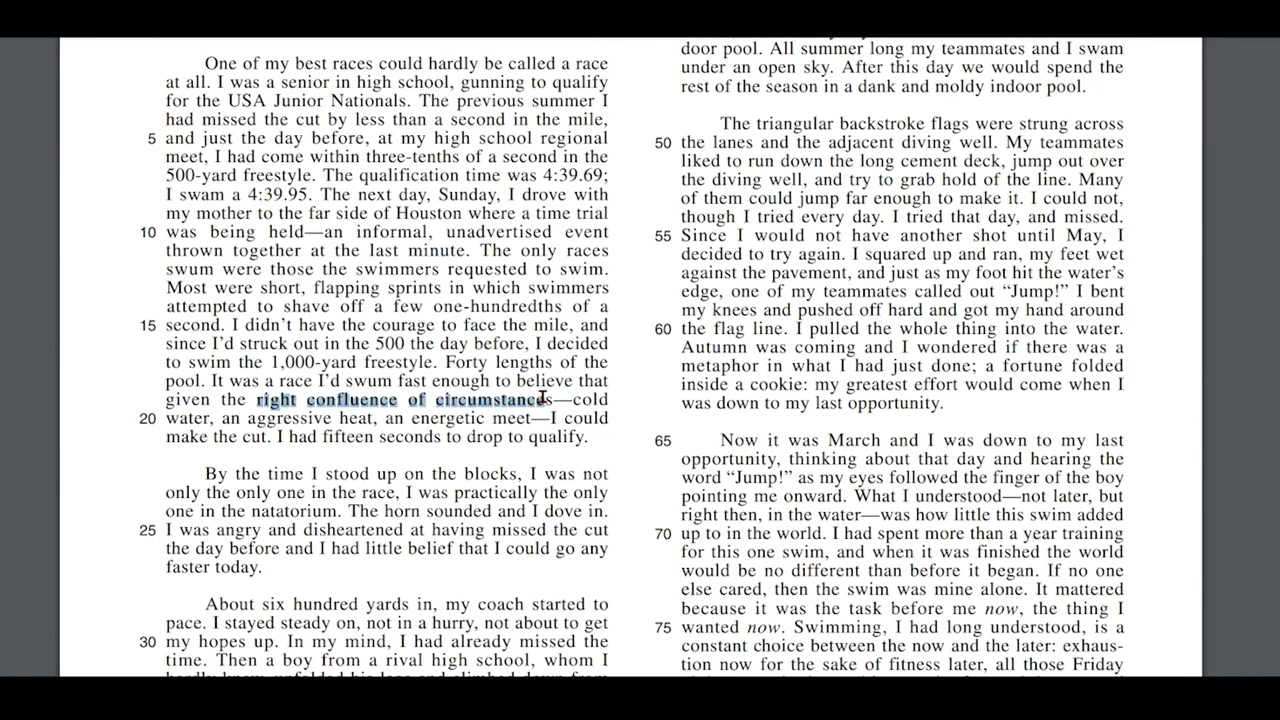 One of my best races could hardly be called a race
at all. I was a senior in high school, gunning to qualify
for the USA Junior Nationals. The previous summer I
had missed the cut by less than a second in the mile,
5 and just the day before, at my high school regional
meet, I had come within three-tenths of a second in the
500-yard freestyle. The qualification time was 4:39.69;
I swam a 4:39.95. The next day, Sunday, I drove with
my mother to the far side of Houston where a time trial
10 was being held—an informal, unadvertised event
thrown together at the last minute. The only races
swum were those the swimmers requested to swim.
Most were short, flapping sprints in which swimmers
attempted to shave off a few one-hundredths of a
15 second. I didn't have the courage to face the mile, and
since I'd struck out in the 500 the day before, I decided
to swim the 1,000-yard freestyle. Forty lengths of the
pool. It was a race I'd swum fast enough to believe that
given the right confluence of circumstances—cold
20 water, an aggressive heat, an energetic meet—I could
make the cut. I had fifteen seconds to drop to qualify.
By the time I stood up on the blocks, I was not
only the only one in the race, I was practically the only
one in the natatorium. The horn sounded and I dove in.
25 I was angry and disheartened at having missed the cut
the day before and I had little belief that I could go any
faster today.
About six hundred yards in, my coach started to
pace. I stayed steady on, not in a hurry, not about to get
30 my hopes up. In my mind, I had already missed the
time. Then a boy from a rival high school, whom I
door pool. All summer long my teammates and I swam
under an open sky. After this day we would spend the
rest of the season in a dank and moldy indoor pool.
The triangular backstroke flags were strung across
50 the lanes and the adjacent diving well. My teammates
liked to run down the long cement deck, jump out over
the diving well, and try to grab hold of the line. Many
of them could jump far enough to make it. I could not,
though I tried every day. I tried that day, and missed.
55 Since I would not have another shot until May, I
decided to try again. I squared up and ran, my feet wet
against the pavement, and just as my foot hit the water's
edge, one of my teammates called out "Jump!" I bent
my knees and pushed off hard and got my hand around
60 the flag line. I pulled the whole thing into the water.
Autumn was coming and I wondered if there was a
metaphor in what I had just done; a fortune folded
inside a cookie: my greatest effort would come when I
was down to my last opportunity.
65 Now it was March and I was down to my last
opportunity, thinking about that day and hearing the
word "Jump!" as my eyes followed the finger of the boy
pointing me onward. What I understood—not later, but
right then, in the water—was how little this swim added
70 up to in the world. I had spent more than a year training
for this one swim, and when it was finished the world
would be no different than before it began. If no one
else cared, then the swim was mine alone. It mattered
because it was the task before me now, the thing I
75 wanted now. Swimming, I had long understood, is a
constant choice between the now and the later: exhaus-
tion now for the sake of fitness later, all those Friday